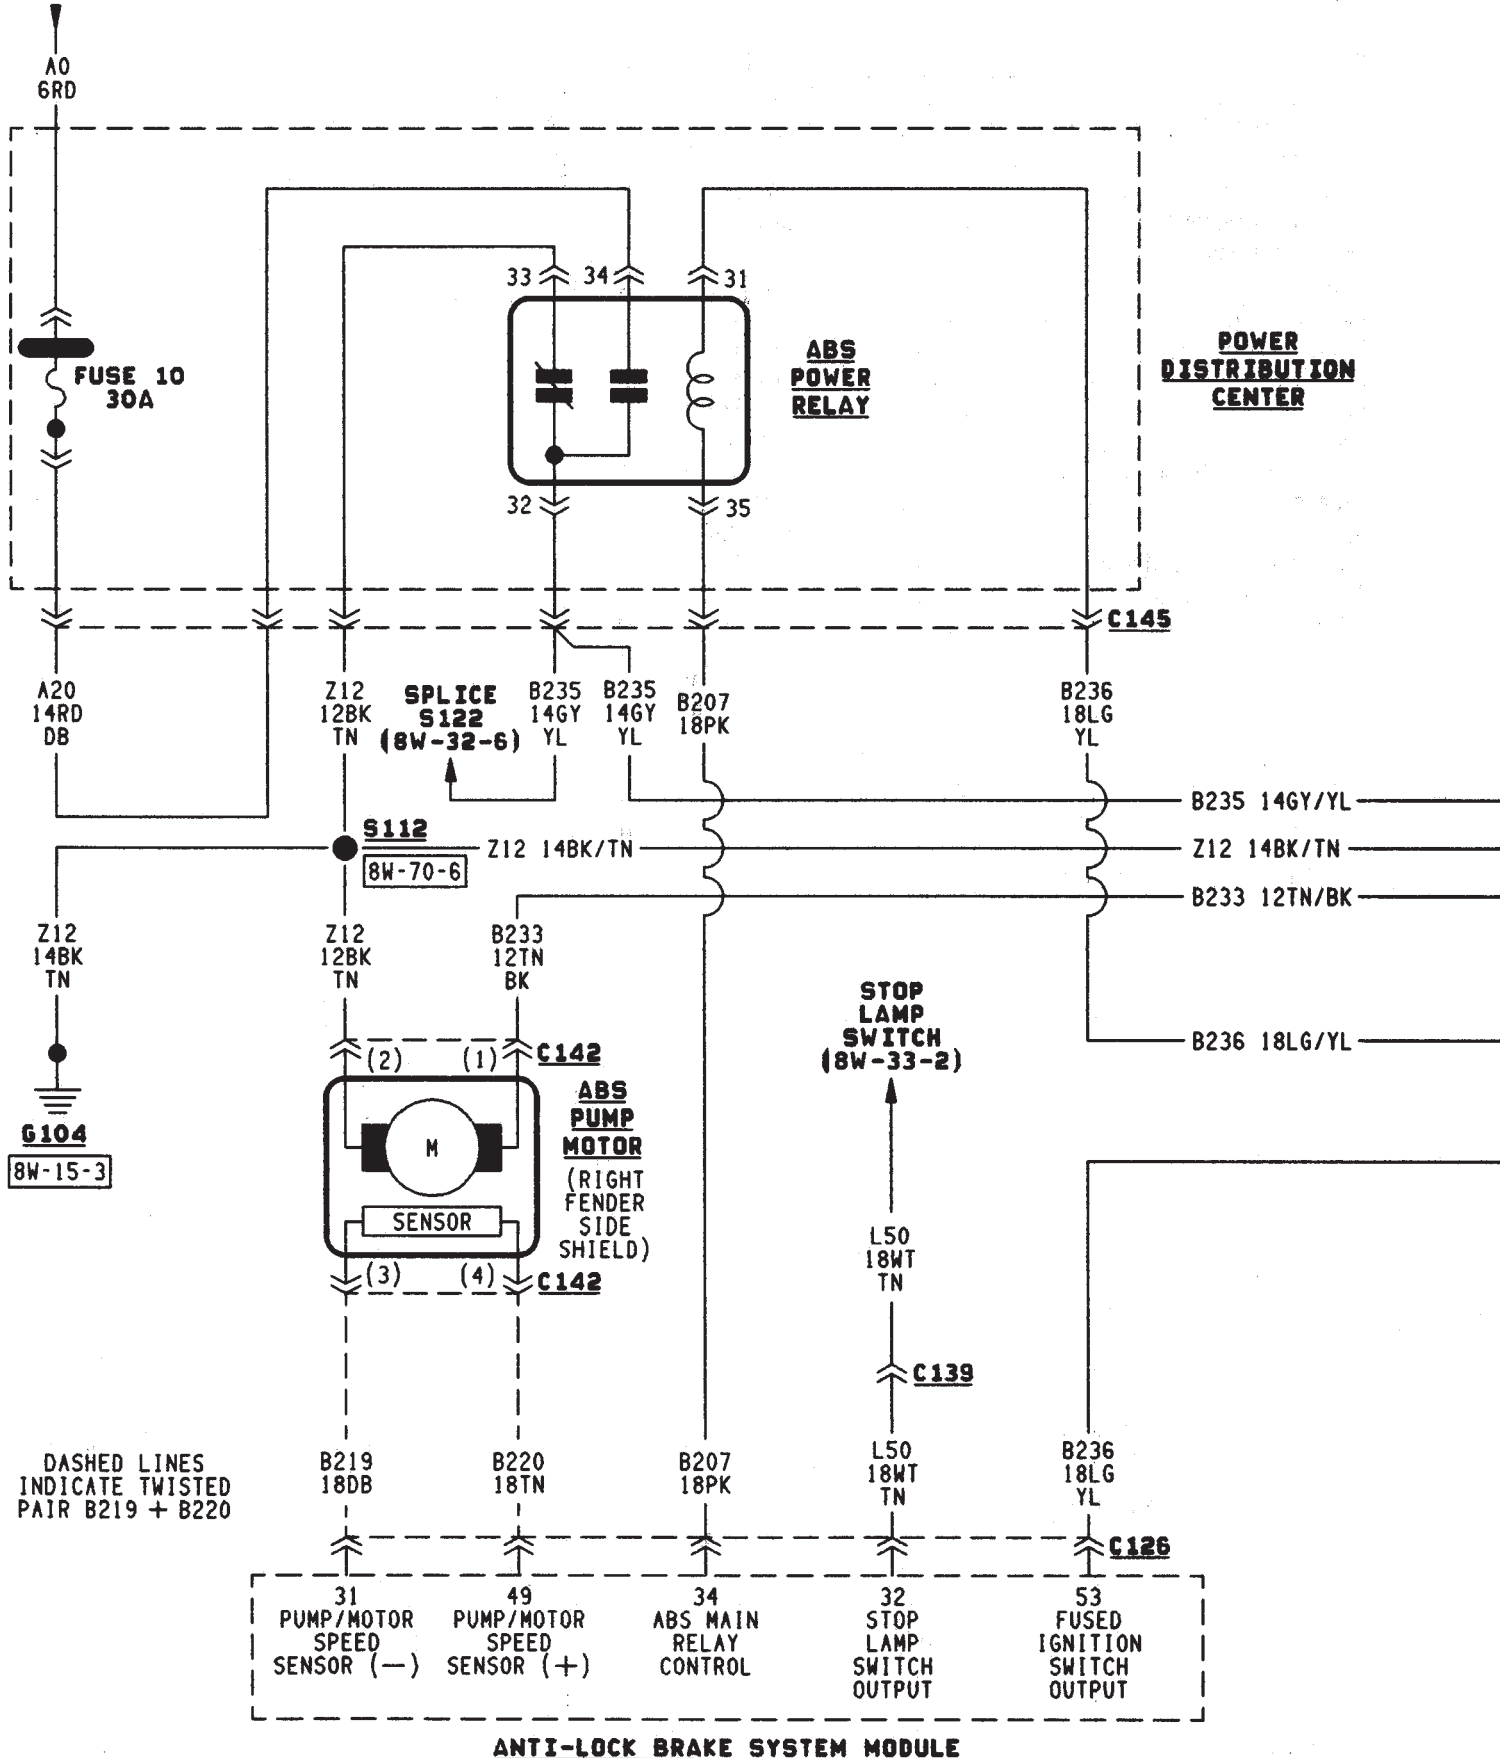 A0
6RD
33
34
31
FUSE 10
30A
ABS
POWER
RELAY
POWER
DISTRIBUTION
CENTER
32
35
C145
A20
14RD
DB
Z12
12BK
TN
SPLICE
S122
(8W-32-6)
B235
14GY
YL
B235
14GY
YL
B207
18PK
B236
18LG
YL
B235 14GY/YL
S112
8W-70-6
Z12 14BK/TN
Z12 14BK/TN
B233 12TN/BK
Z12
14BK
TN
Z12
12BK
TN
B233
12TN
BK
STOP
LAMP
SWITCH
(8W-33-2)
B236 18LG/YL
(2)
(1)
C142
G104
8W-15-3
M
SENSOR
ABS
PUMP
MOTOR
(RIGHT
FENDER
SIDE
SHIELD)
(3)
(4)
C142
L50
18WT
TN
C139
DASHED LINES
INDICATE TWISTED
PAIR B219 + B220
B219
18DB
B220
18TN
B207
18PK
L50
18WT
TN
B236
18LG
YL
C126
31
PUMP/MOTOR
SPEED
SENSOR (—)
49
PUMP/MOTOR
SPEED
SENSOR (+)
34
ABS MAIN
RELAY
CONTROL
32
STOP
LAMP
SWITCH
OUTPUT
53
FUSED
IGNITION
SWITCH
OUTPUT
ANTI-LOCK BRAKE SYSTEM MODULE